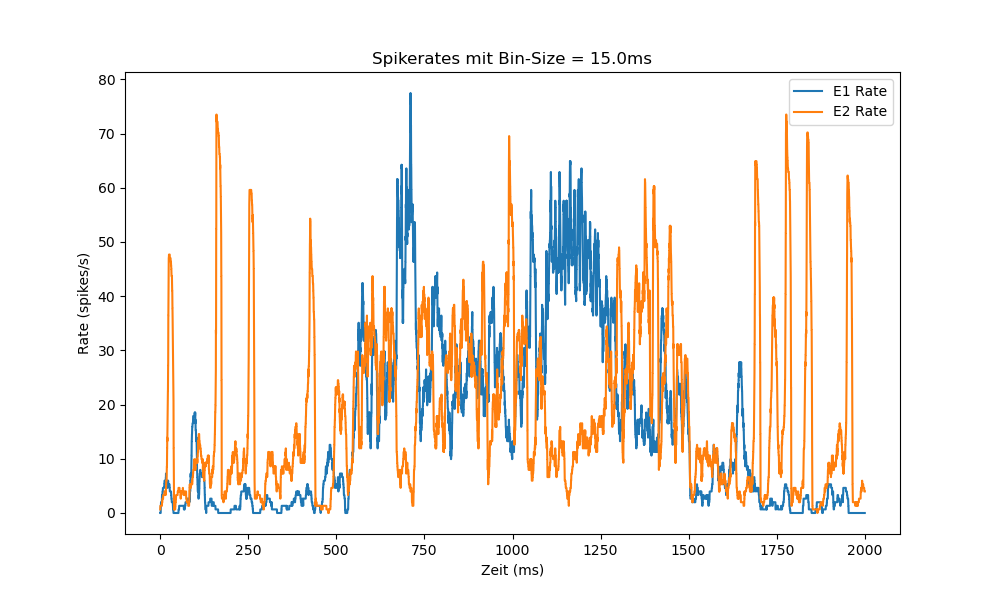 Spikerates mit Bin-Size = 15.0ms
E1 Rate
E2 Rate
Rate (spikes/s)
80
70
60
50
40
30
20
10
0
0 250 500 750 1000 1250 1500 1750 2000
Zeit (ms)